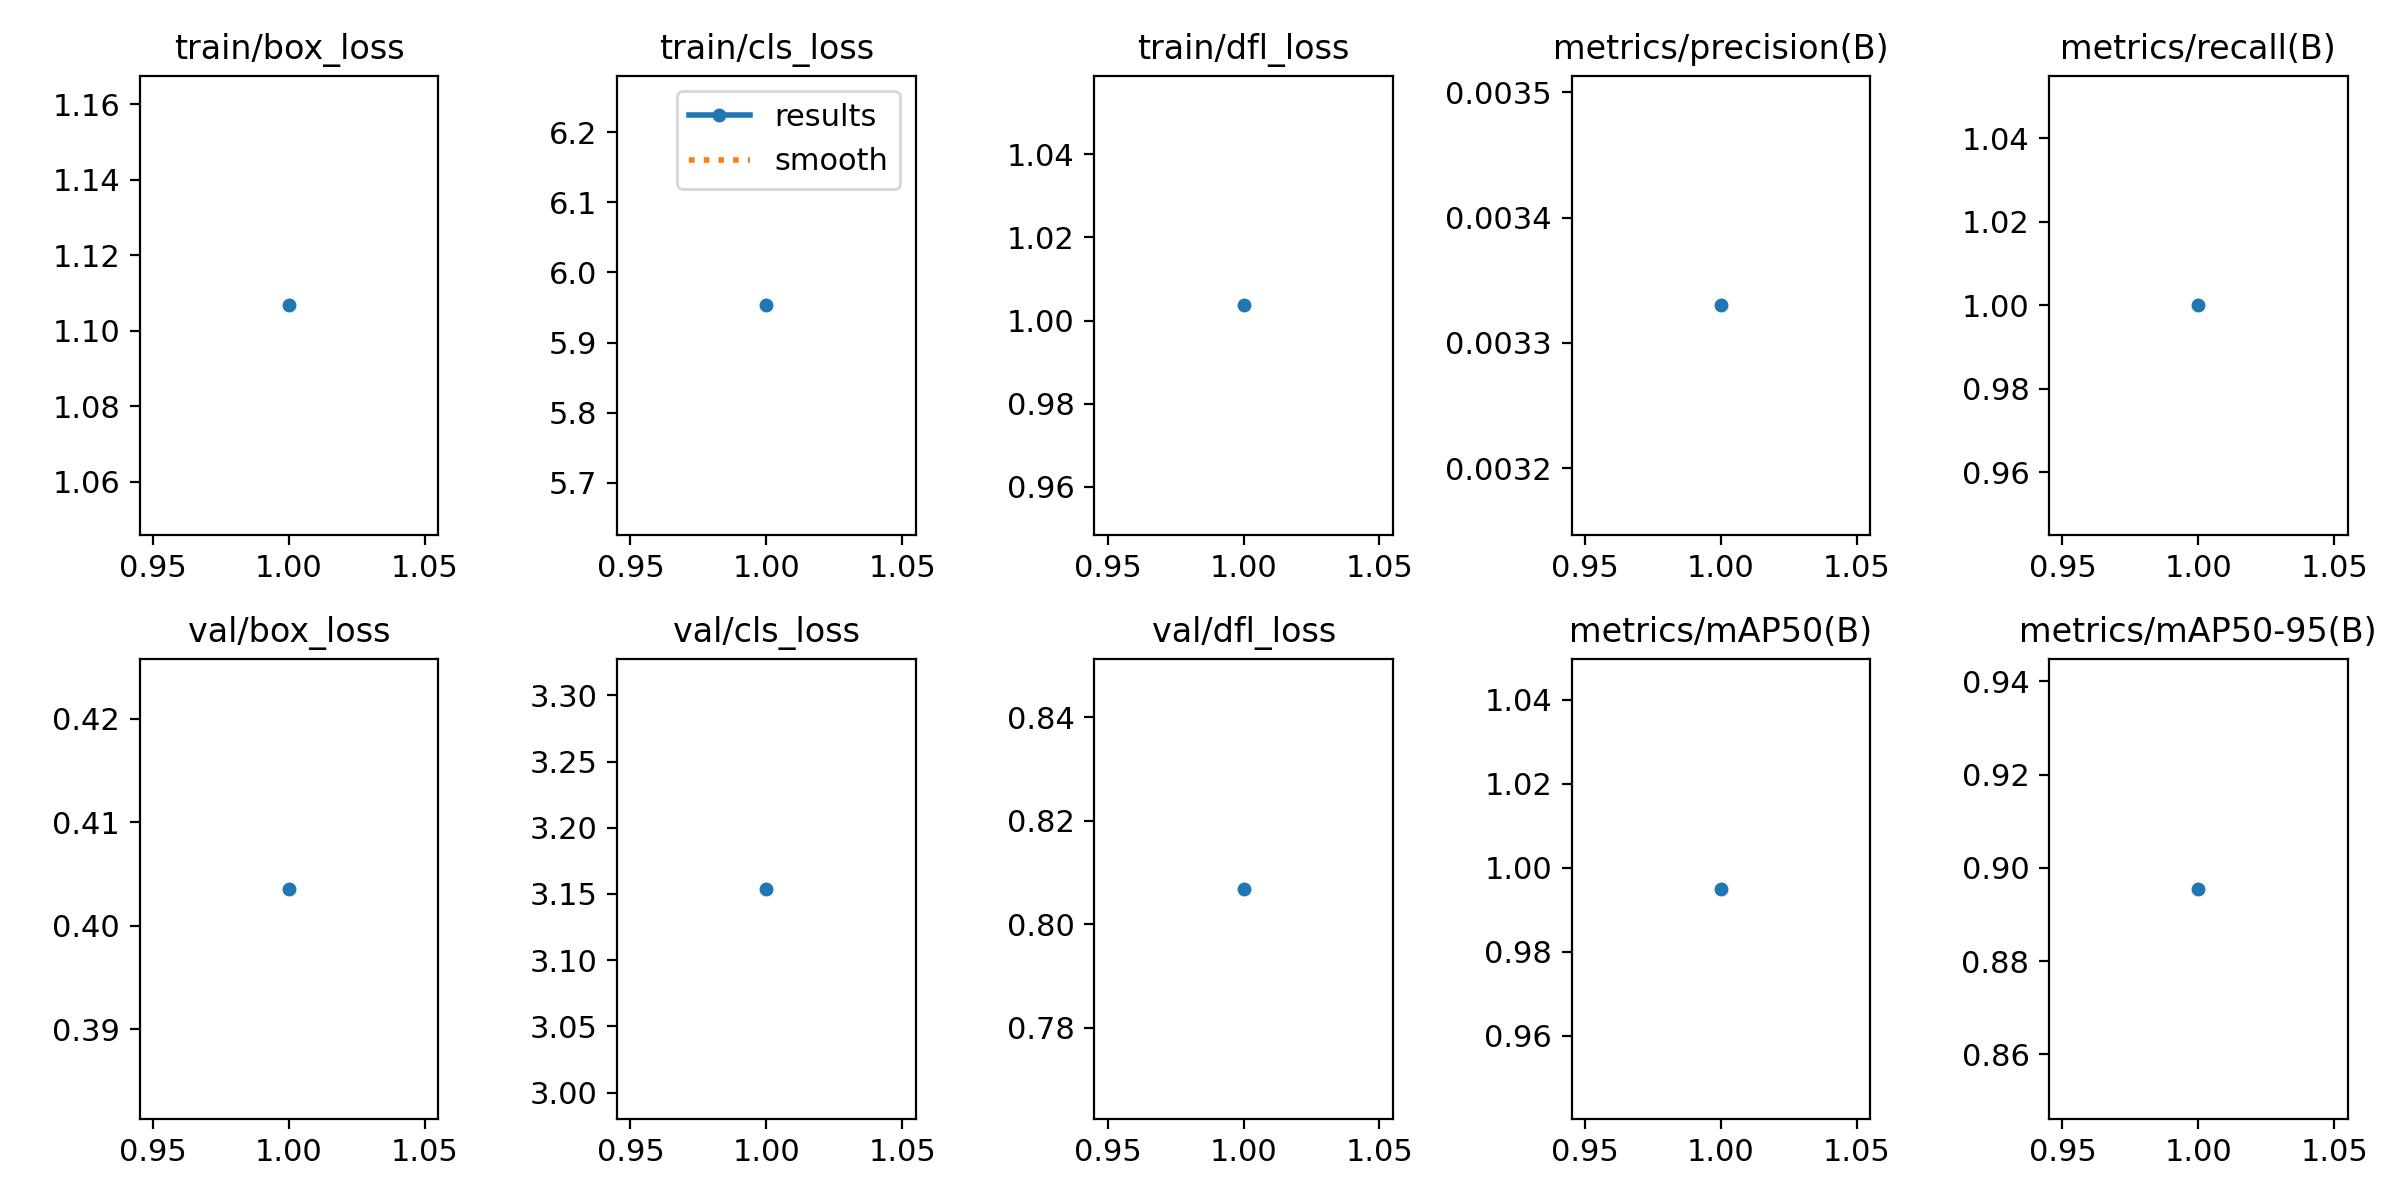 train/box_loss
1.16
1.14
1.12
1.10
1.08
1.06
0.95 1.00 1.05
train/cls_loss
results
smooth
6.2
6.1
6.0
5.9
5.8
5.7
0.95 1.00 1.05
train/dfl_loss
1.04
1.02
1.00
0.98
0.96
0.95 1.00 1.05
metrics/precision(B)
0.0035
0.0034
0.0033
0.0032
0.95 1.00 1.05
metrics/recall(B)
1.04
1.02
1.00
0.98
0.96
0.95 1.00 1.05
val/box_loss
0.42
0.41
0.40
0.39
0.95 1.00 1.05
val/cls_loss
3.30
3.25
3.20
3.15
3.10
3.05
3.00
0.95 1.00 1.05
val/dfl_loss
0.84
0.82
0.80
0.78
0.95 1.00 1.05
metrics/mAP50(B)
1.04
1.02
1.00
0.98
0.96
0.95 1.00 1.05
metrics/mAP50-95(B)
0.94
0.92
0.90
0.88
0.86
0.95 1.00 1.05